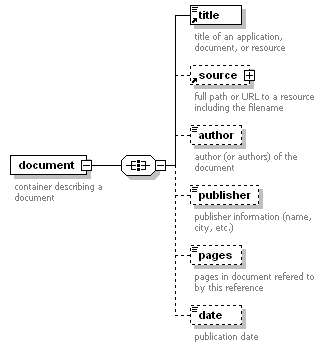 title
title of an application,
document, or resource
source
full path or URL to a resource
including the filename
author
author (or authors) of the
document
document
container describing a
document
publisher
publisher information (name,
city, etc.)
pages
pages in document refered to
by this reference
date
publication date